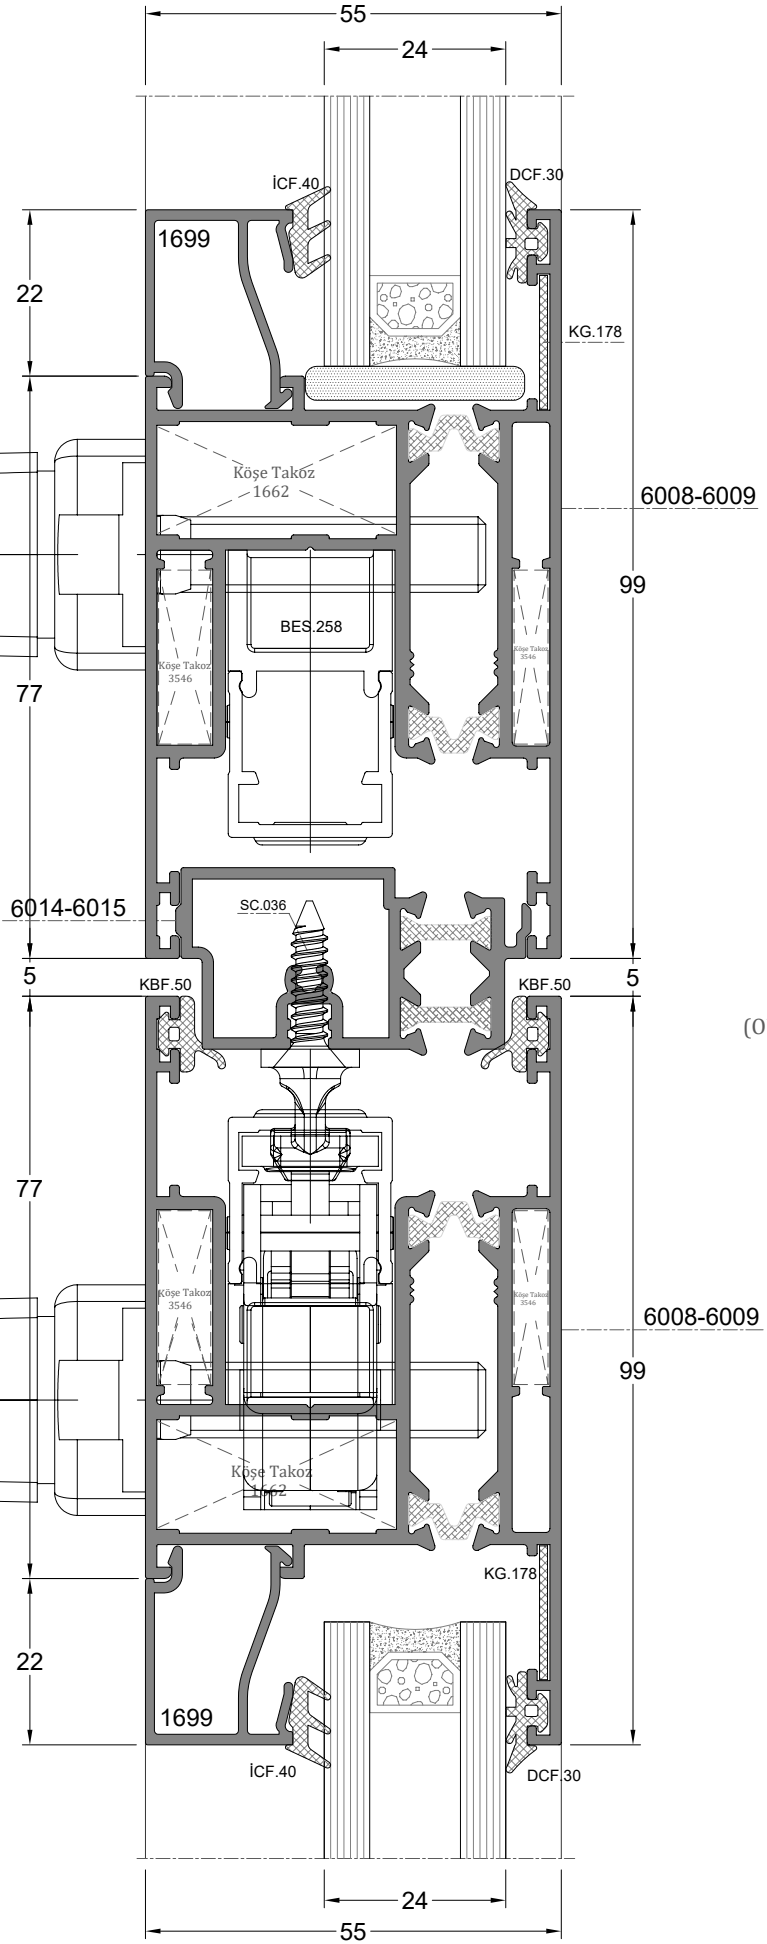 55
24
İCF.40
DCF.30
1699
22
KG.178
Köşe Takoz
1662
6008-6009
99
BES.258
Köşe Takoz
3546
Köşe Takoz
3546
77
SC.036
6014-6015
5
KBF.50
KBF.50
5
(0
77
Köşe Takoz
3546
Köşe Takoz
3546
6008-6009
99
Köşe Takoz
1662
KG.178
22
1699
İCF.40
DCF.30
24
55